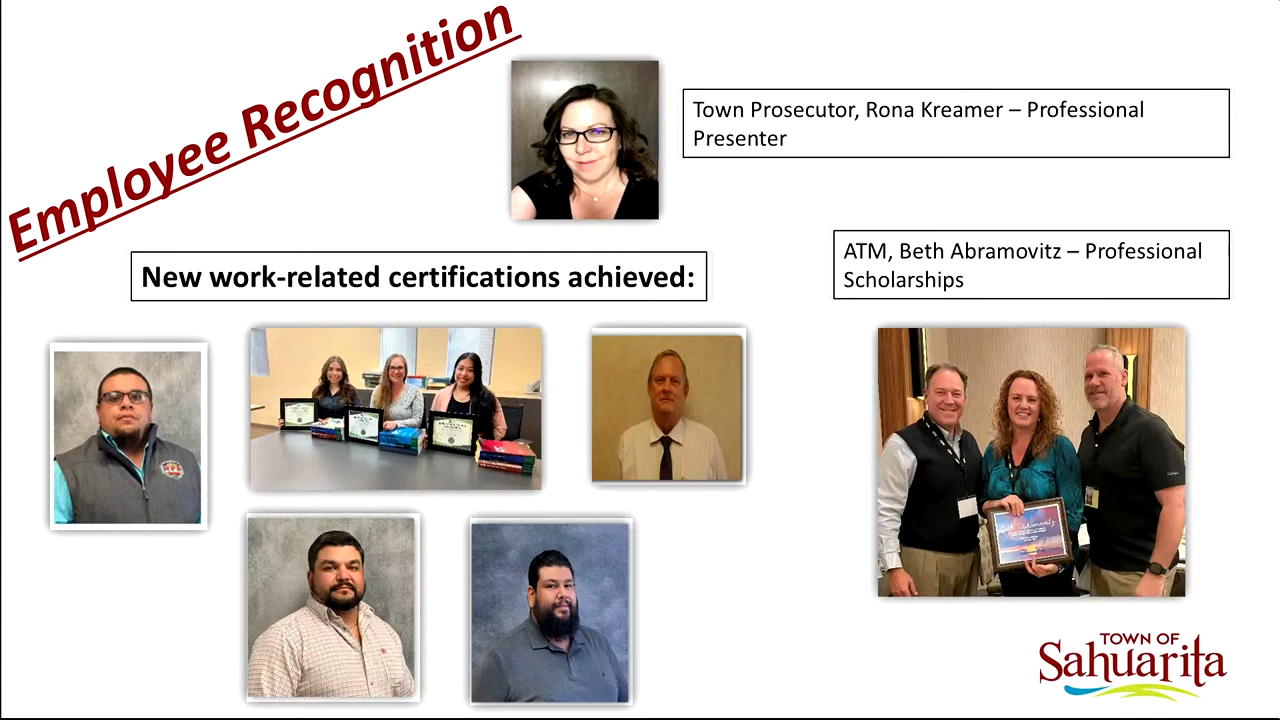 Employee Recognition
Town Prosecutor, Rona Kreamer – Professional
Presenter
ATM, Beth Abramovitz – Professional
Scholarships
New work-related certifications achieved:
TOWN OF
Sahuarita